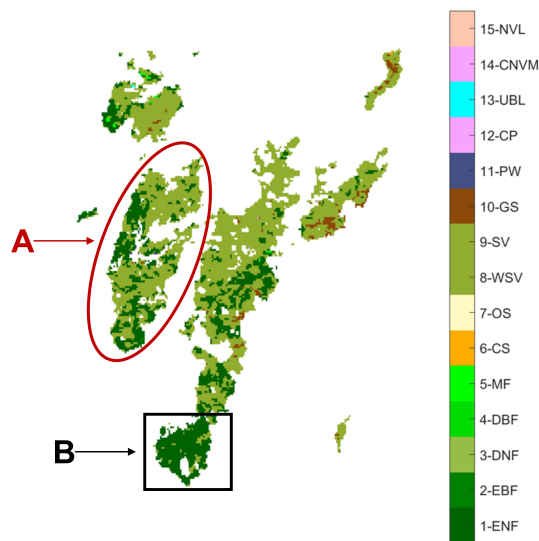 15-NVL
14-CNVM
13-UBL
12-CP
11-PW
10-GS
9-SV
8-WSV
7-OS
6-CS
5-MF
4-DBF
3-DNF
2-EBF
1-ENF
A
B